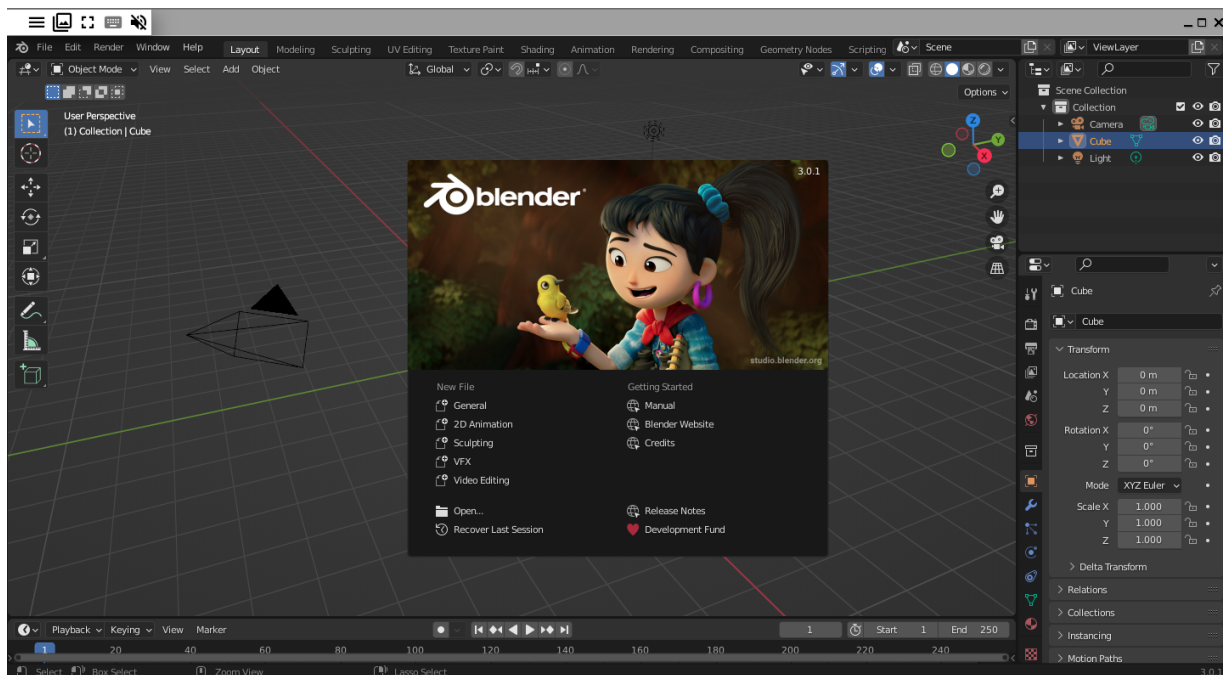 File Edit Render Window Help Layout Modeling Sculpting UV Editing Texture Paint Shading Animation Rendering Compositing Geometry Nodes Scripting Scene ViewLayer
Object Mode View Select Add Object Global
Options
User Perspective
(1) Collection | Cube
Z
Y
X
Scene Collection
Collection
Camera
Cube
Light
blender
3.0.1
studio.blender.org
New File
General
2D Animation
Sculpting
VFX
Video Editing
Open...
Recover Last Session
Getting Started
Manual
Blender Website
Credits
Release Notes
Development Fund
Cube
Cube
Transform
Location X 0 m
Y 0 m
Z 0 m
Rotation X 0°
Y 0°
Z 0°
Mode XYZ Euler
Scale X 1.000
Y 1.000
Z 1.000
Delta Transform
Relations
Collections
Instancing
Motion Paths
Playback Keying View Marker 1 Start 1 End 250
1 20 40 60 80 100 120 140 160 180 200 220 240
Select Box Select Zoom View Lasso Select 3.0.1